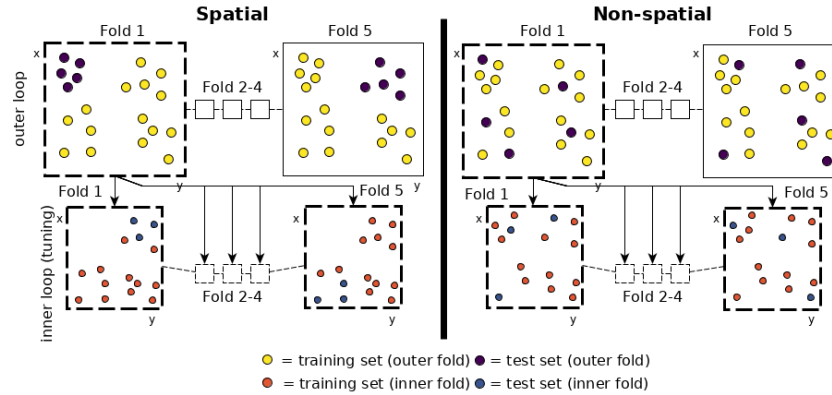 Spatial
Non-spatial
Fold 1
Fold 5
Fold 1
Fold 5
x
x
outer loop
Fold 2-4
Fold 2-4
y
y
Fold 1
Fold 5
Fold 1
Fold 5
x
x
x
x
inner loop (tuning)
Fold 2-4
Fold 2-4
y
y
y
y
= training set (outer fold)
= test set (outer fold)
= training set (inner fold)
= test set (inner fold)